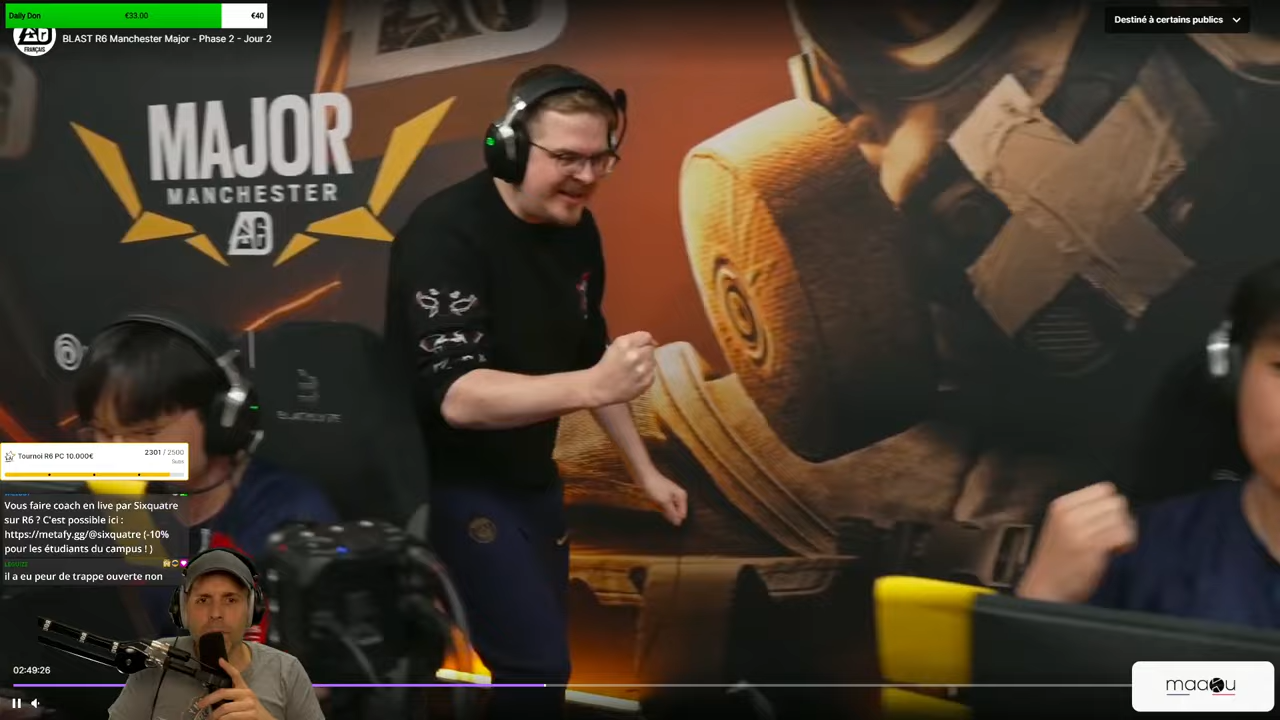 Daily Don €33.00 €40
FRANÇAIS
BLAST R6 Manchester Major - Phase 2 - Jour 2
Destiné à certains publics
MAJOR
MANCHESTER
Tournoi R6 PC 10.000€ 2301 / 2500
Vous faire coach en live par Sixquatre
sur R6 ? C'est possible ici :
https://metafy.gg/@sixquatre (-10%
pour les étudiants du campus ! )
il a eu peur de trappe ouverte non
02:49:26
maaou